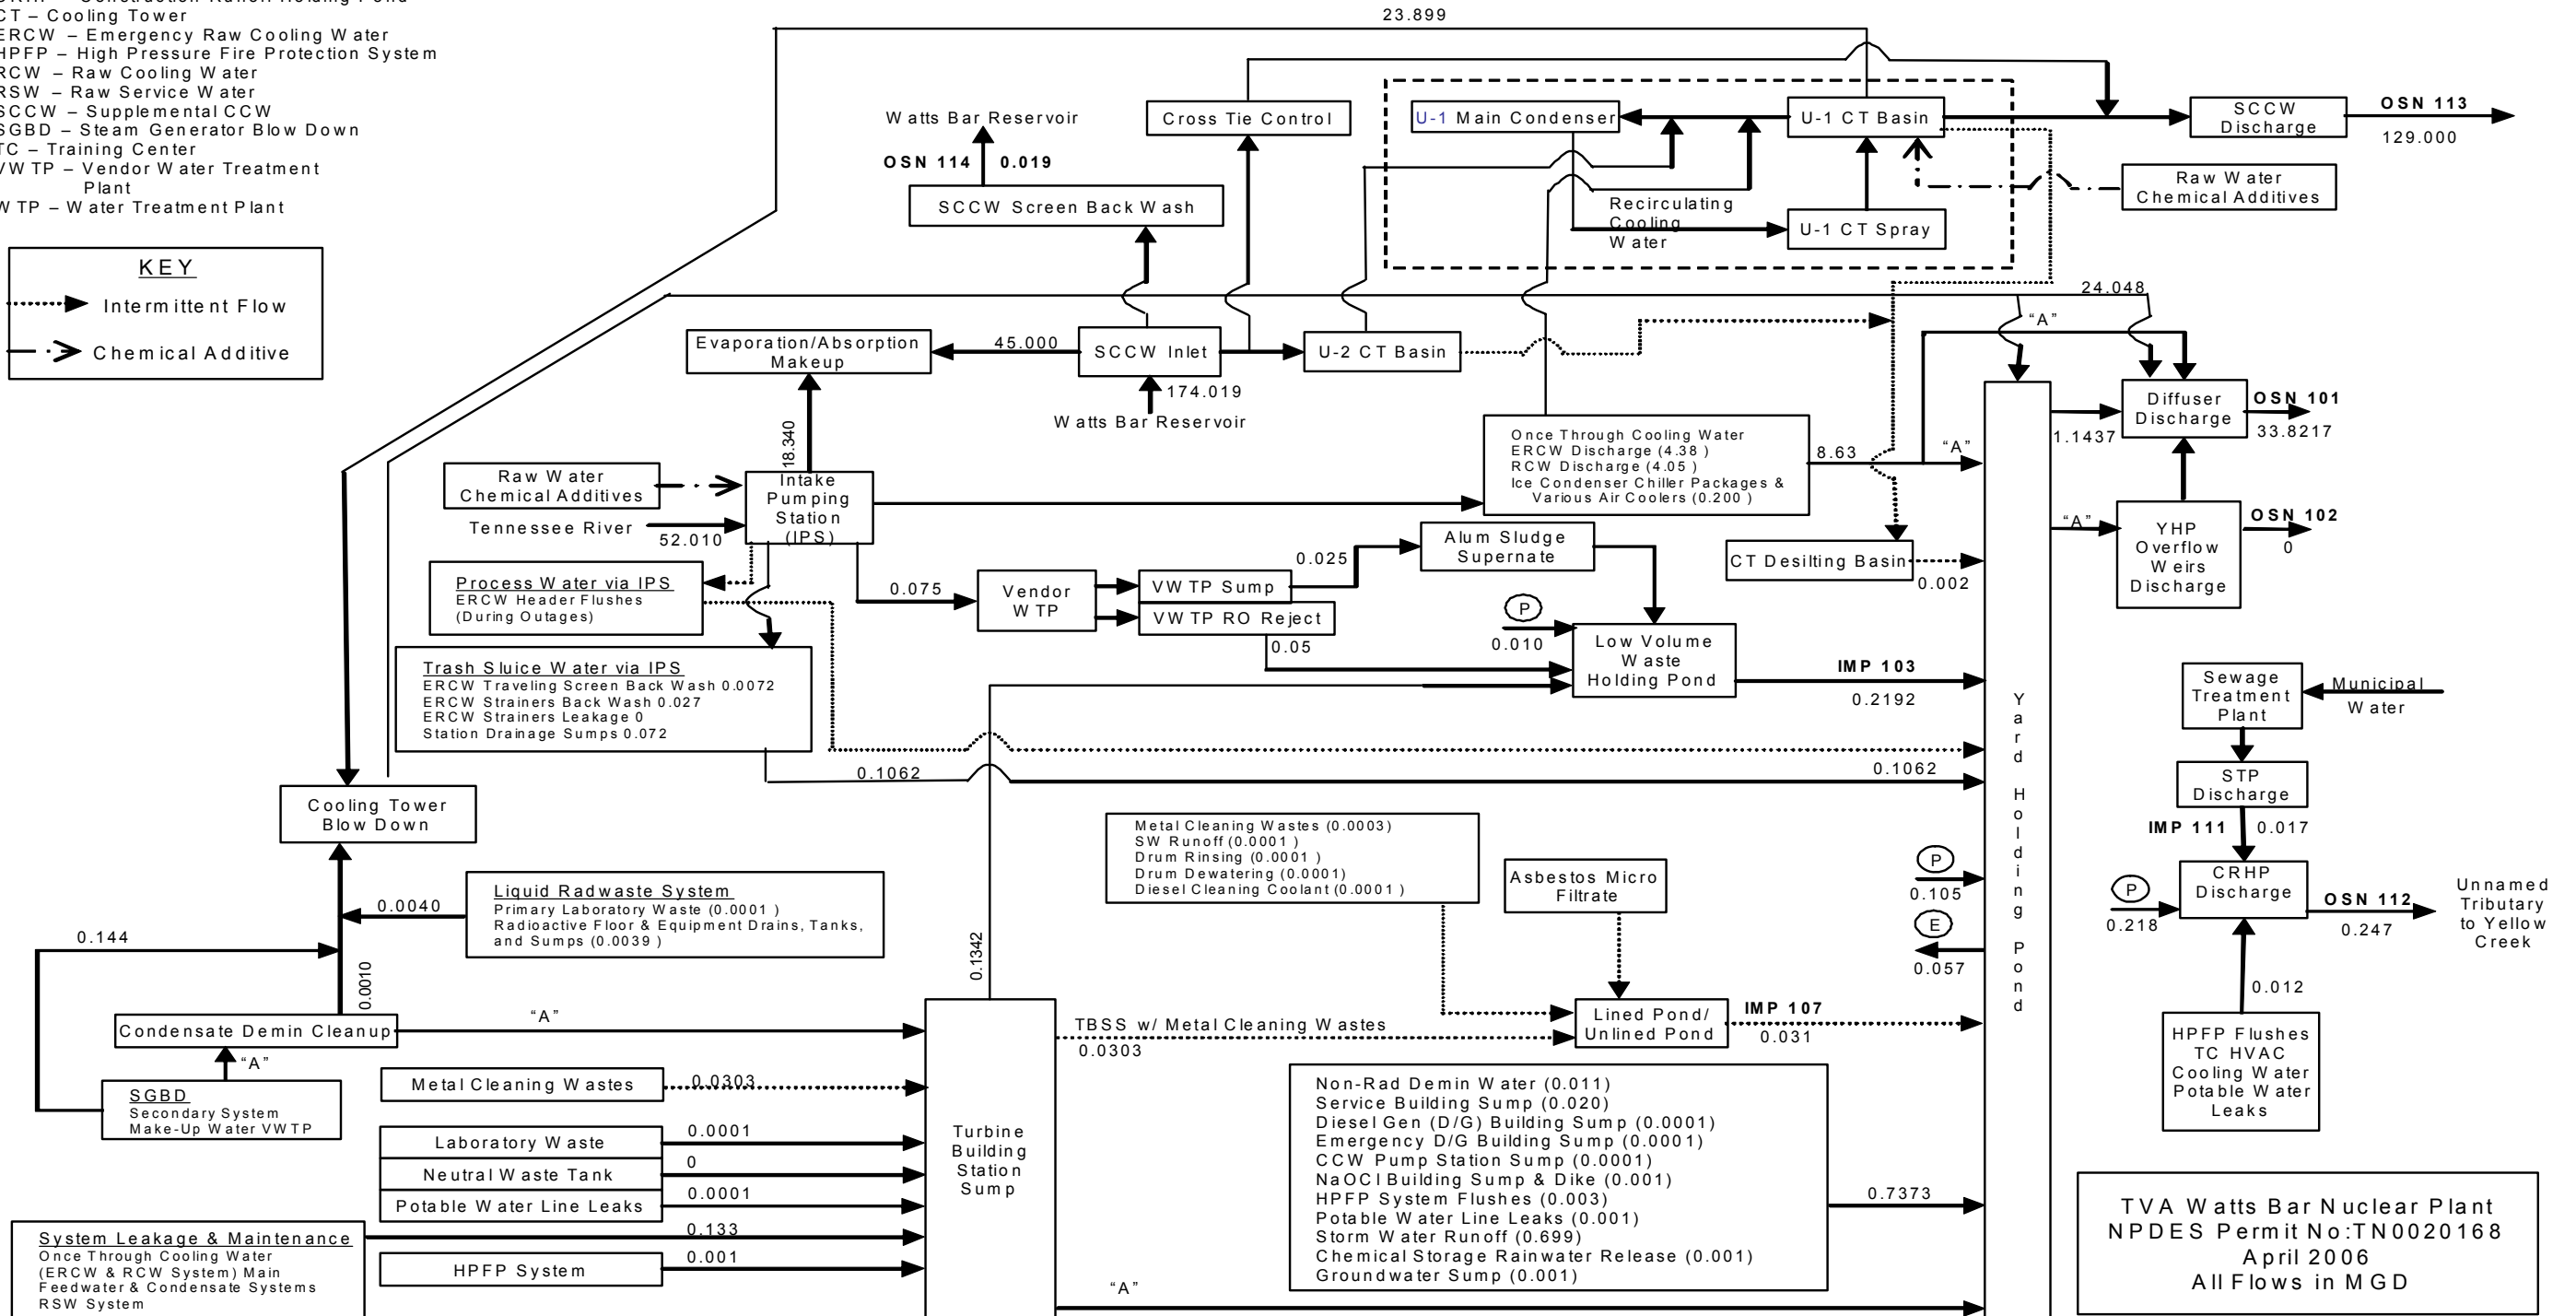 CT – Cooling Tower
ERCW – Emergency Raw Cooling Water
HPFP – High Pressure Fire Protection System
RCW – Raw Cooling Water
RSW – Raw Service Water
SCCW – Supplemental CCW
SGBD – Steam Generator Blow Down
TC – Training Center
VWTP – Vendor Water Treatment
Plant
WTP – Water Treatment Plant
KEY
Intermittent Flow
Chemical Additive
23.899
Watts Bar Reservoir
OSN 114 0.019
SCCW Screen Back Wash
Cross Tie Control
U-1 Main Condenser
U-1 CT Basin
SCCW
Discharge
OSN 113
129.000
Raw Water
Chemical Additives
Recirculating
Cooling
Water
U-1 CT Spray
24.048
"A"
Evaporation/Absorption
Makeup
45.000
SCCW Inlet
U-2 CT Basin
174.019
Watts Bar Reservoir
18.340
Raw Water
Chemical Additives
Tennessee River
52.010
Intake
Pumping
Station
(IPS)
Once Through Cooling Water
ERCW Discharge (4.38 )
RCW Discharge (4.05 )
Ice Condenser Chiller Packages &
Various Air Coolers (0.200 )
8.63
"A"
1.1437
Diffuser
Discharge
OSN 101
33.8217
"A"
YHP
Overflow
Weirs
Discharge
OSN 102
0
Process Water via IPS
ERCW Header Flushes
(During Outages)
0.075
Vendor
WTP
VWTP Sump
VWTP RO Reject
0.025
0.05
Alum Sludge
Supernate
CT Desilting Basin
0.002
P
0.010
Low Volume
Waste
Holding Pond
IMP 103
0.2192
Trash Sluice Water via IPS
ERCW Traveling Screen Back Wash 0.0072
ERCW Strainers Back Wash 0.027
ERCW Strainers Leakage 0
Station Drainage Sumps 0.072
0.1062
0.1062
Yard Holding Pond
Sewage
Treatment
Plant
Municipal
Water
STP
Discharge
IMP 111 0.017
CRHP
Discharge
P
0.218
OSN 112
0.247
Unnamed
Tributary
to Yellow
Creek
0.012
HPFP Flushes
TC HVAC
Cooling Water
Potable Water
Leaks
Cooling Tower
Blow Down
Liquid Radwaste System
Primary Laboratory Waste (0.0001 )
Radioactive Floor & Equipment Drains, Tanks,
and Sumps (0.0039 )
0.0040
0.144
0.0010
Condensate Demin Cleanup
"A"
"A"
SGBD
Secondary System
Make-Up Water VWTP
Metal Cleaning Wastes (0.0003)
SW Runoff (0.0001 )
Drum Rinsing (0.0001 )
Drum Dewatering (0.0001)
Diesel Cleaning Coolant (0.0001 )
Asbestos Micro
Filtrate
P
0.105
E
0.057
0.1342
TBSS w/ Metal Cleaning Wastes
0.0303
Lined Pond/
Unlined Pond
IMP 107
0.031
Metal Cleaning Wastes
0.0303
Laboratory Waste
0.0001
Neutral Waste Tank
0
Potable Water Line Leaks
0.0001
0.133
HPFP System
0.001
System Leakage & Maintenance
Once Through Cooling Water
(ERCW & RCW System) Main
Feedwater & Condensate Systems
RSW System
Turbine
Building
Station
Sump
Non-Rad Demin Water (0.011)
Service Building Sump (0.020)
Diesel Gen (D/G) Building Sump (0.0001)
Emergency D/G Building Sump (0.0001)
CCW Pump Station Sump (0.0001)
NaOCl Building Sump & Dike (0.001)
HPFP System Flushes (0.003)
Potable Water Line Leaks (0.001)
Storm Water Runoff (0.699)
Chemical Storage Rainwater Release (0.001)
Groundwater Sump (0.001)
0.7373
"A"
TVA Watts Bar Nuclear Plant
NPDES Permit No:TN0020168
April 2006
All Flows in MGD